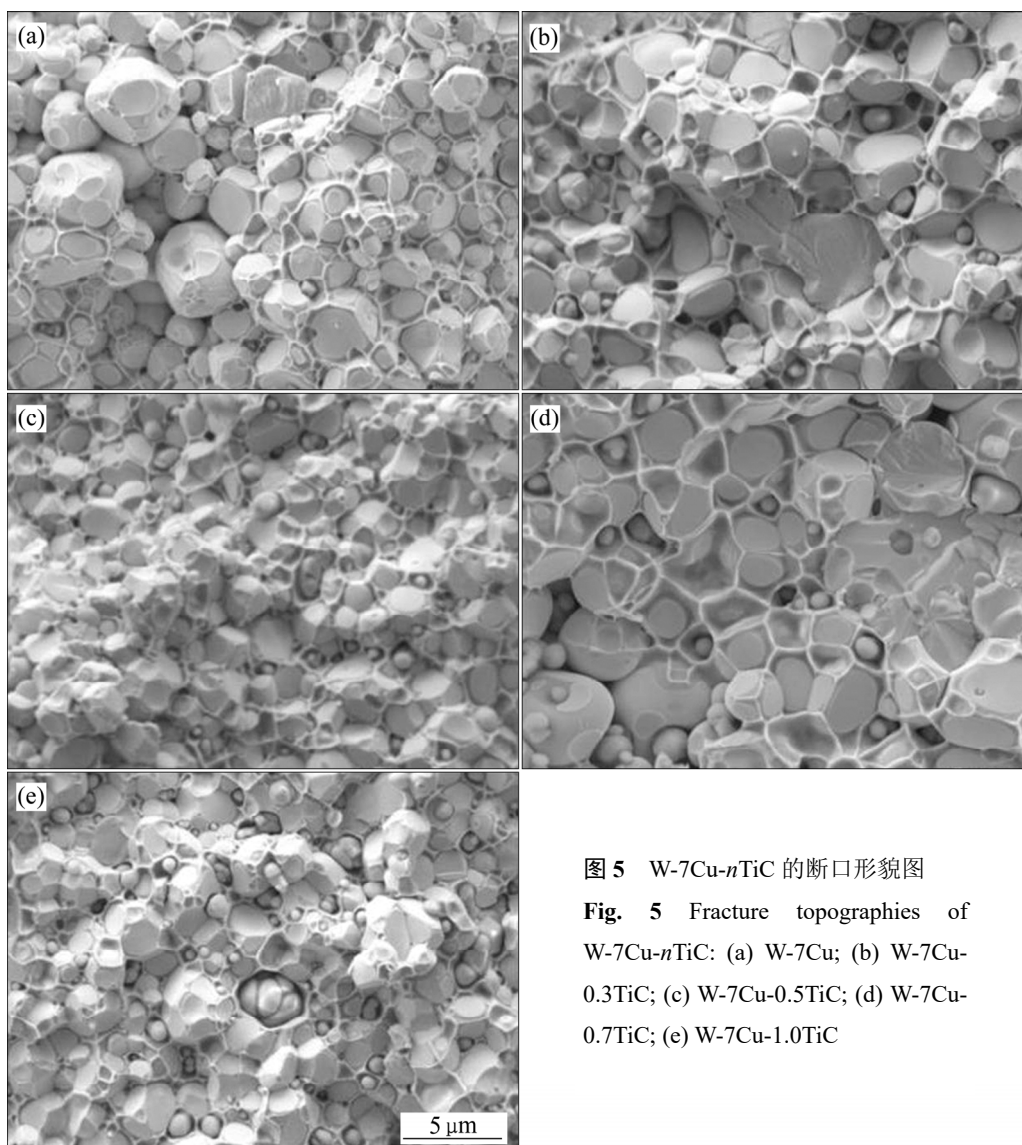 (a)
(b)
(c)
(d)
(e)
5 μm
图 5 W-7Cu-nTiC 的断口形貌图
Fig. 5 Fracture topographies of
W-7Cu-nTiC: (a) W-7Cu; (b) W-7Cu-
0.3TiC; (c) W-7Cu-0.5TiC; (d) W-7Cu-
0.7TiC; (e) W-7Cu-1.0TiC